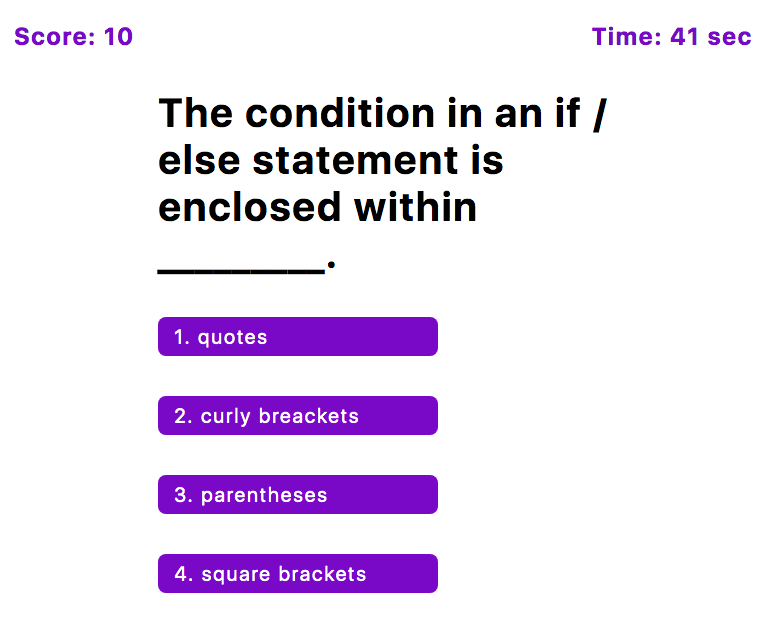 Score: 10
Time: 41 sec
The condition in an if /
else statement is
enclosed within
_________.
1. quotes
2. curly breackets
3. parentheses
4. square brackets